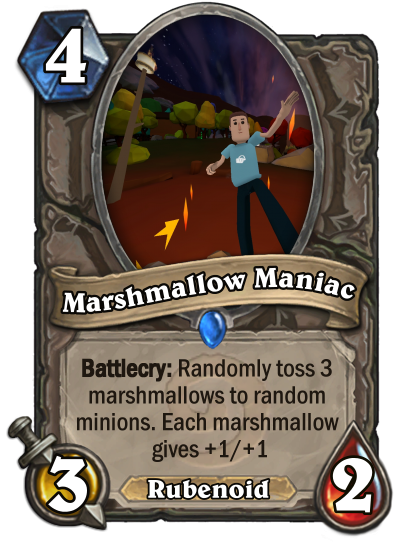 4
Marshmallow Maniac
Battlecry: Randomly toss 3
marshmallows to random
minions. Each marshmallow
gives +1/+1
3
Rubenoid
2